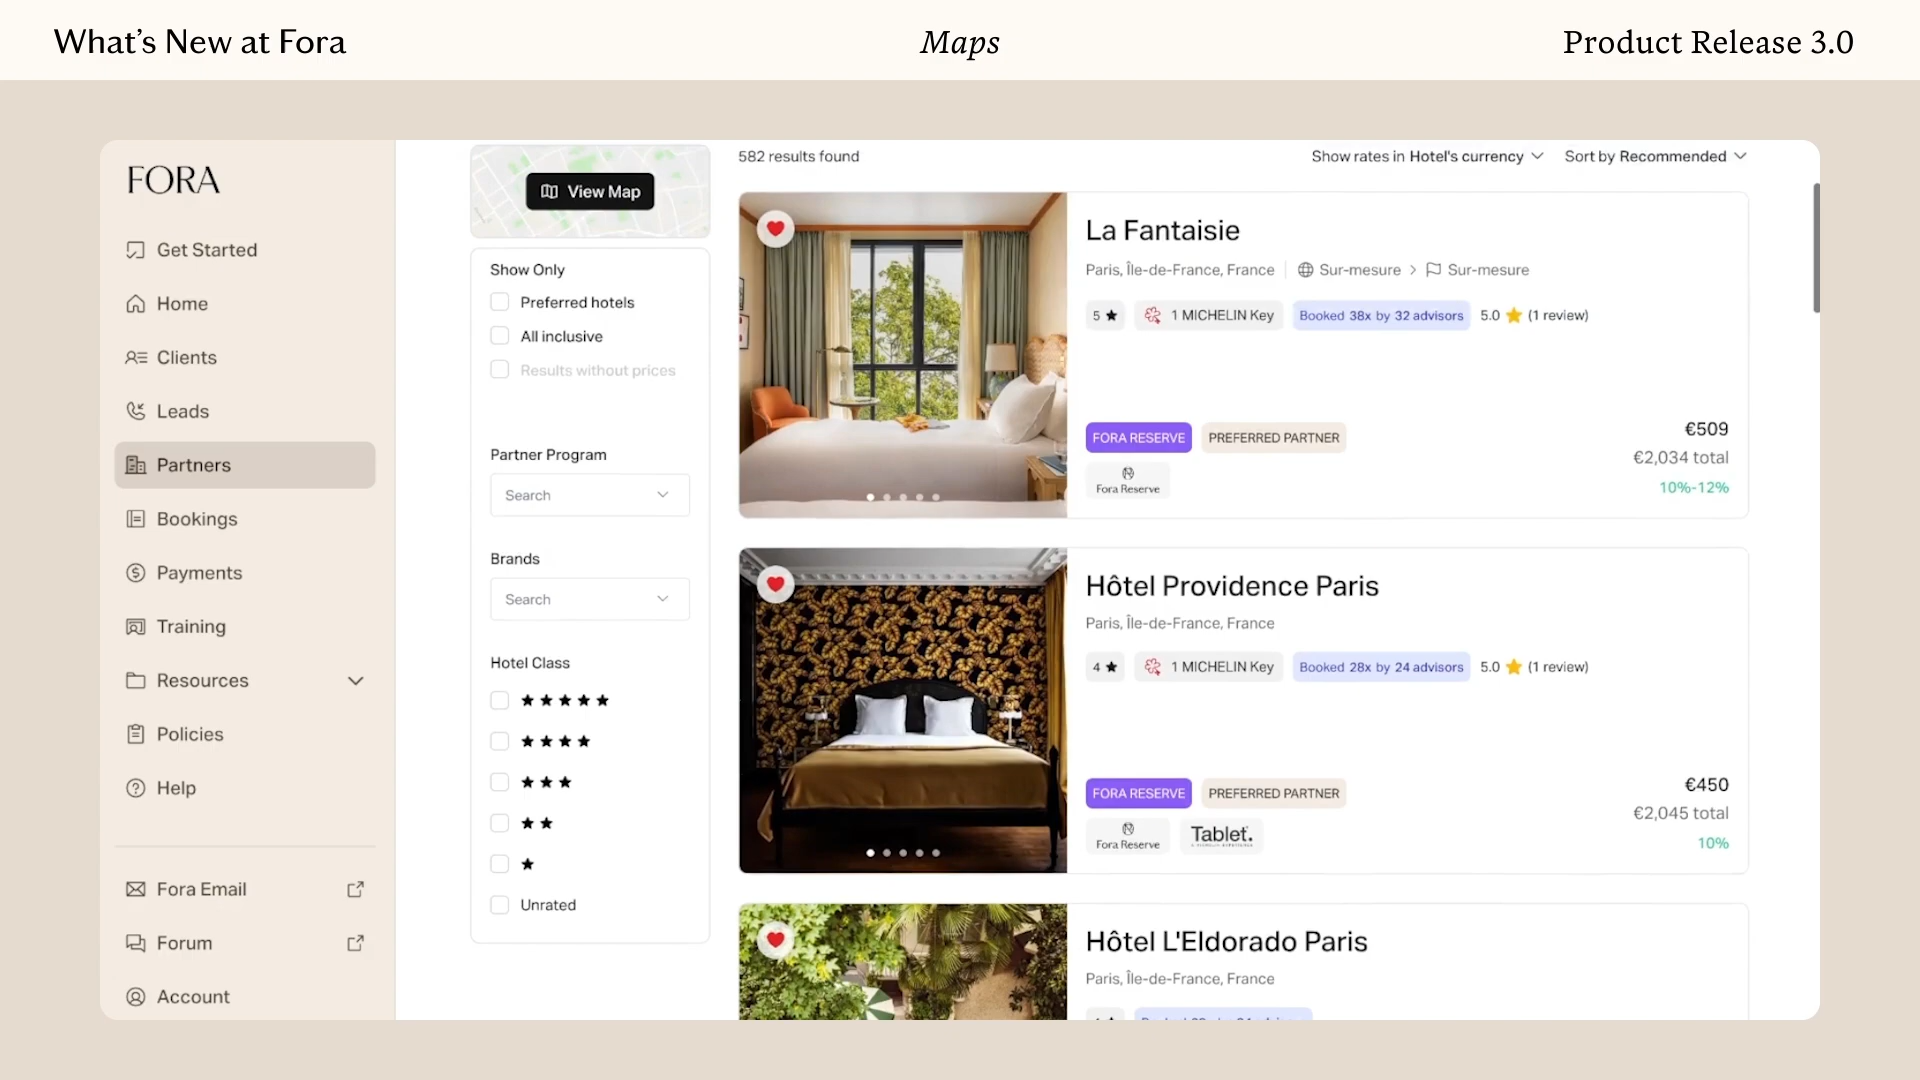 What's New at Fora
Maps
Product Release 3.0
FORA
Get Started
Home
Clients
Leads
Partners
Bookings
Payments
Training
Resources
Policies
Help
Fora Email
Forum
Account
View Map
Show Only
Preferred hotels
All inclusive
Results without prices
Partner Program
Search
Brands
Search
Hotel Class
★★★★★
★★★★
★★★
★★
★
Unrated
582 results found
Show rates in Hotel's currency
Sort by Recommended
La Fantaisie
Paris, Île-de-France, France Sur-mesure > Sur-mesure
5 ★ 1 MICHELIN Key Booked 38x by 32 advisors 5.0 ★ (1 review)
FORA RESERVE PREFERRED PARTNER
Fora Reserve
€509
€2,034 total
10%-12%
Hôtel Providence Paris
Paris, Île-de-France, France
4 ★ 1 MICHELIN Key Booked 28x by 24 advisors 5.0 ★ (1 review)
FORA RESERVE PREFERRED PARTNER
Fora Reserve Tablet.
€450
€2,045 total
10%
Hôtel L'Eldorado Paris
Paris, Île-de-France, France